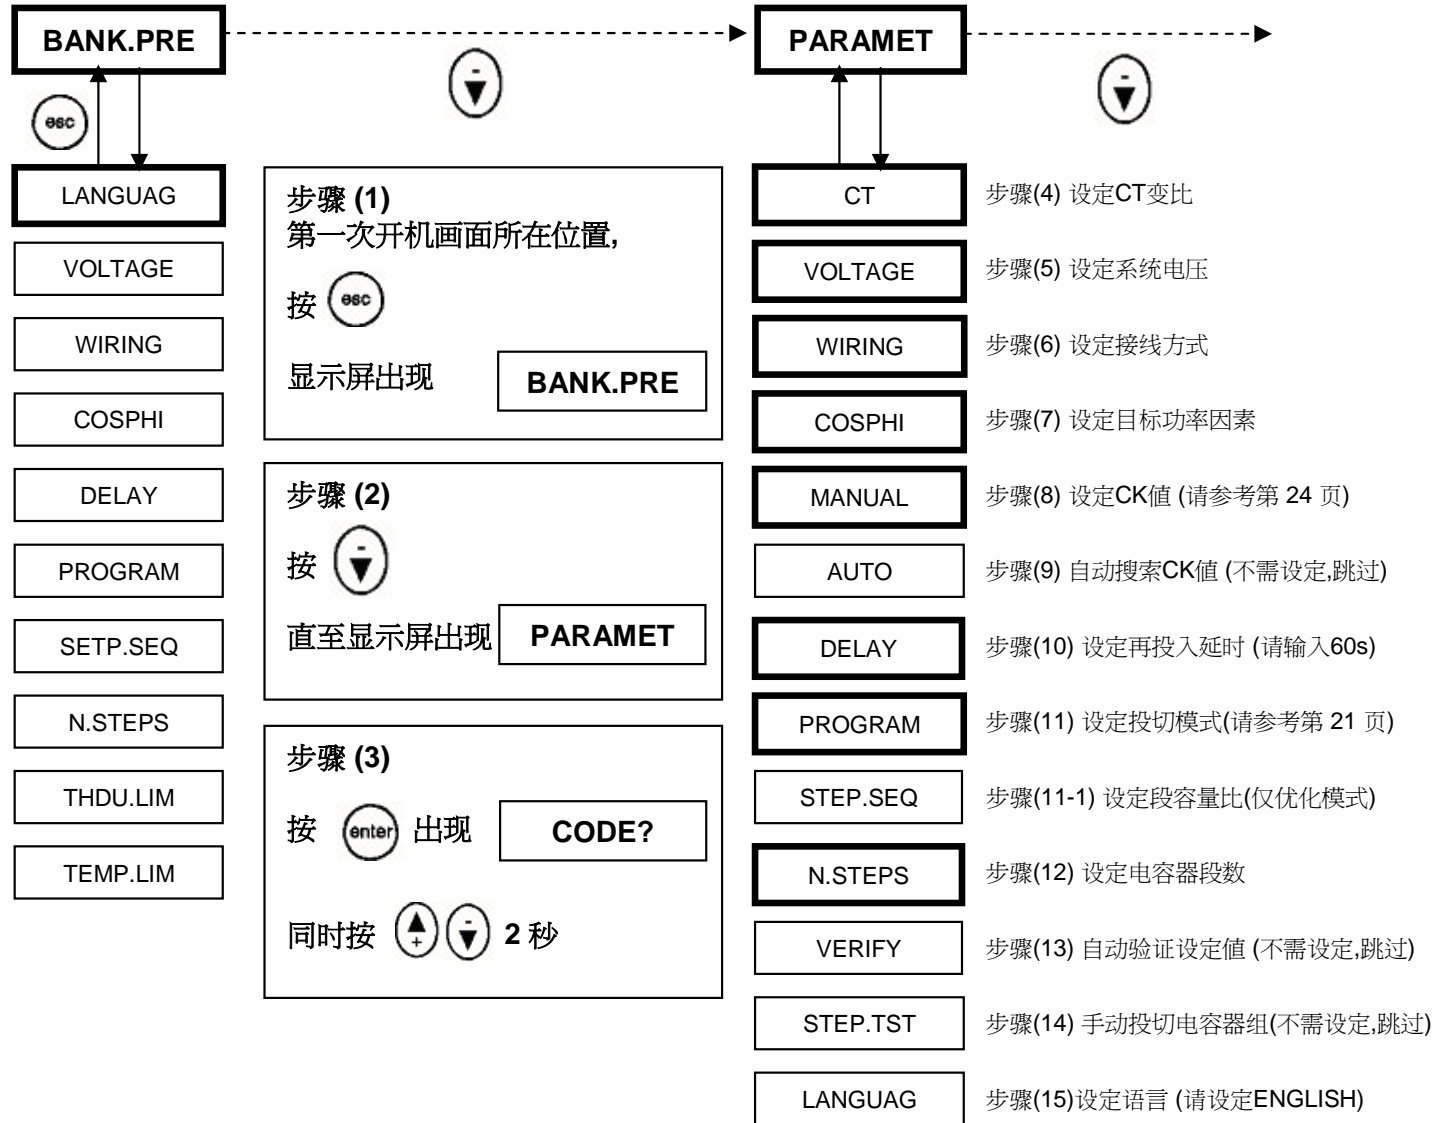 BANK.PRE
PARAMET
-
-
esc
LANGUAG
VOLTAGE
WIRING
COSPHI
DELAY
PROGRAM
SETP.SEQ
N.STEPS
THDU.LIM
TEMP.LIM
步骤 (1)
第一次开机画面所在位置,
按 esc
显示屏出现 BANK.PRE
步骤 (2)
按 -
直至显示屏出现 PARAMET
步骤 (3)
按 enter 出现 CODE?
同时按 + - 2 秒
CT 步骤(4) 设定CT变比
VOLTAGE 步骤(5) 设定系统电压
WIRING 步骤(6) 设定接线方式
COSPHI 步骤(7) 设定目标功率因素
MANUAL 步骤(8) 设定CK值 (请参考第 24 页)
AUTO 步骤(9) 自动搜索CK值 (不需设定,跳过)
DELAY 步骤(10) 设定再投入延时 (请输入60s)
PROGRAM 步骤(11) 设定投切模式(请参考第 21 页)
STEP.SEQ 步骤(11-1) 设定段容量比(仅优化模式)
N.STEPS 步骤(12) 设定电容器段数
VERIFY 步骤(13) 自动验证设定值 (不需设定,跳过)
STEP.TST 步骤(14) 手动投切电容器组(不需设定,跳过)
LANGUAG 步骤(15)设定语言 (请设定ENGLISH)